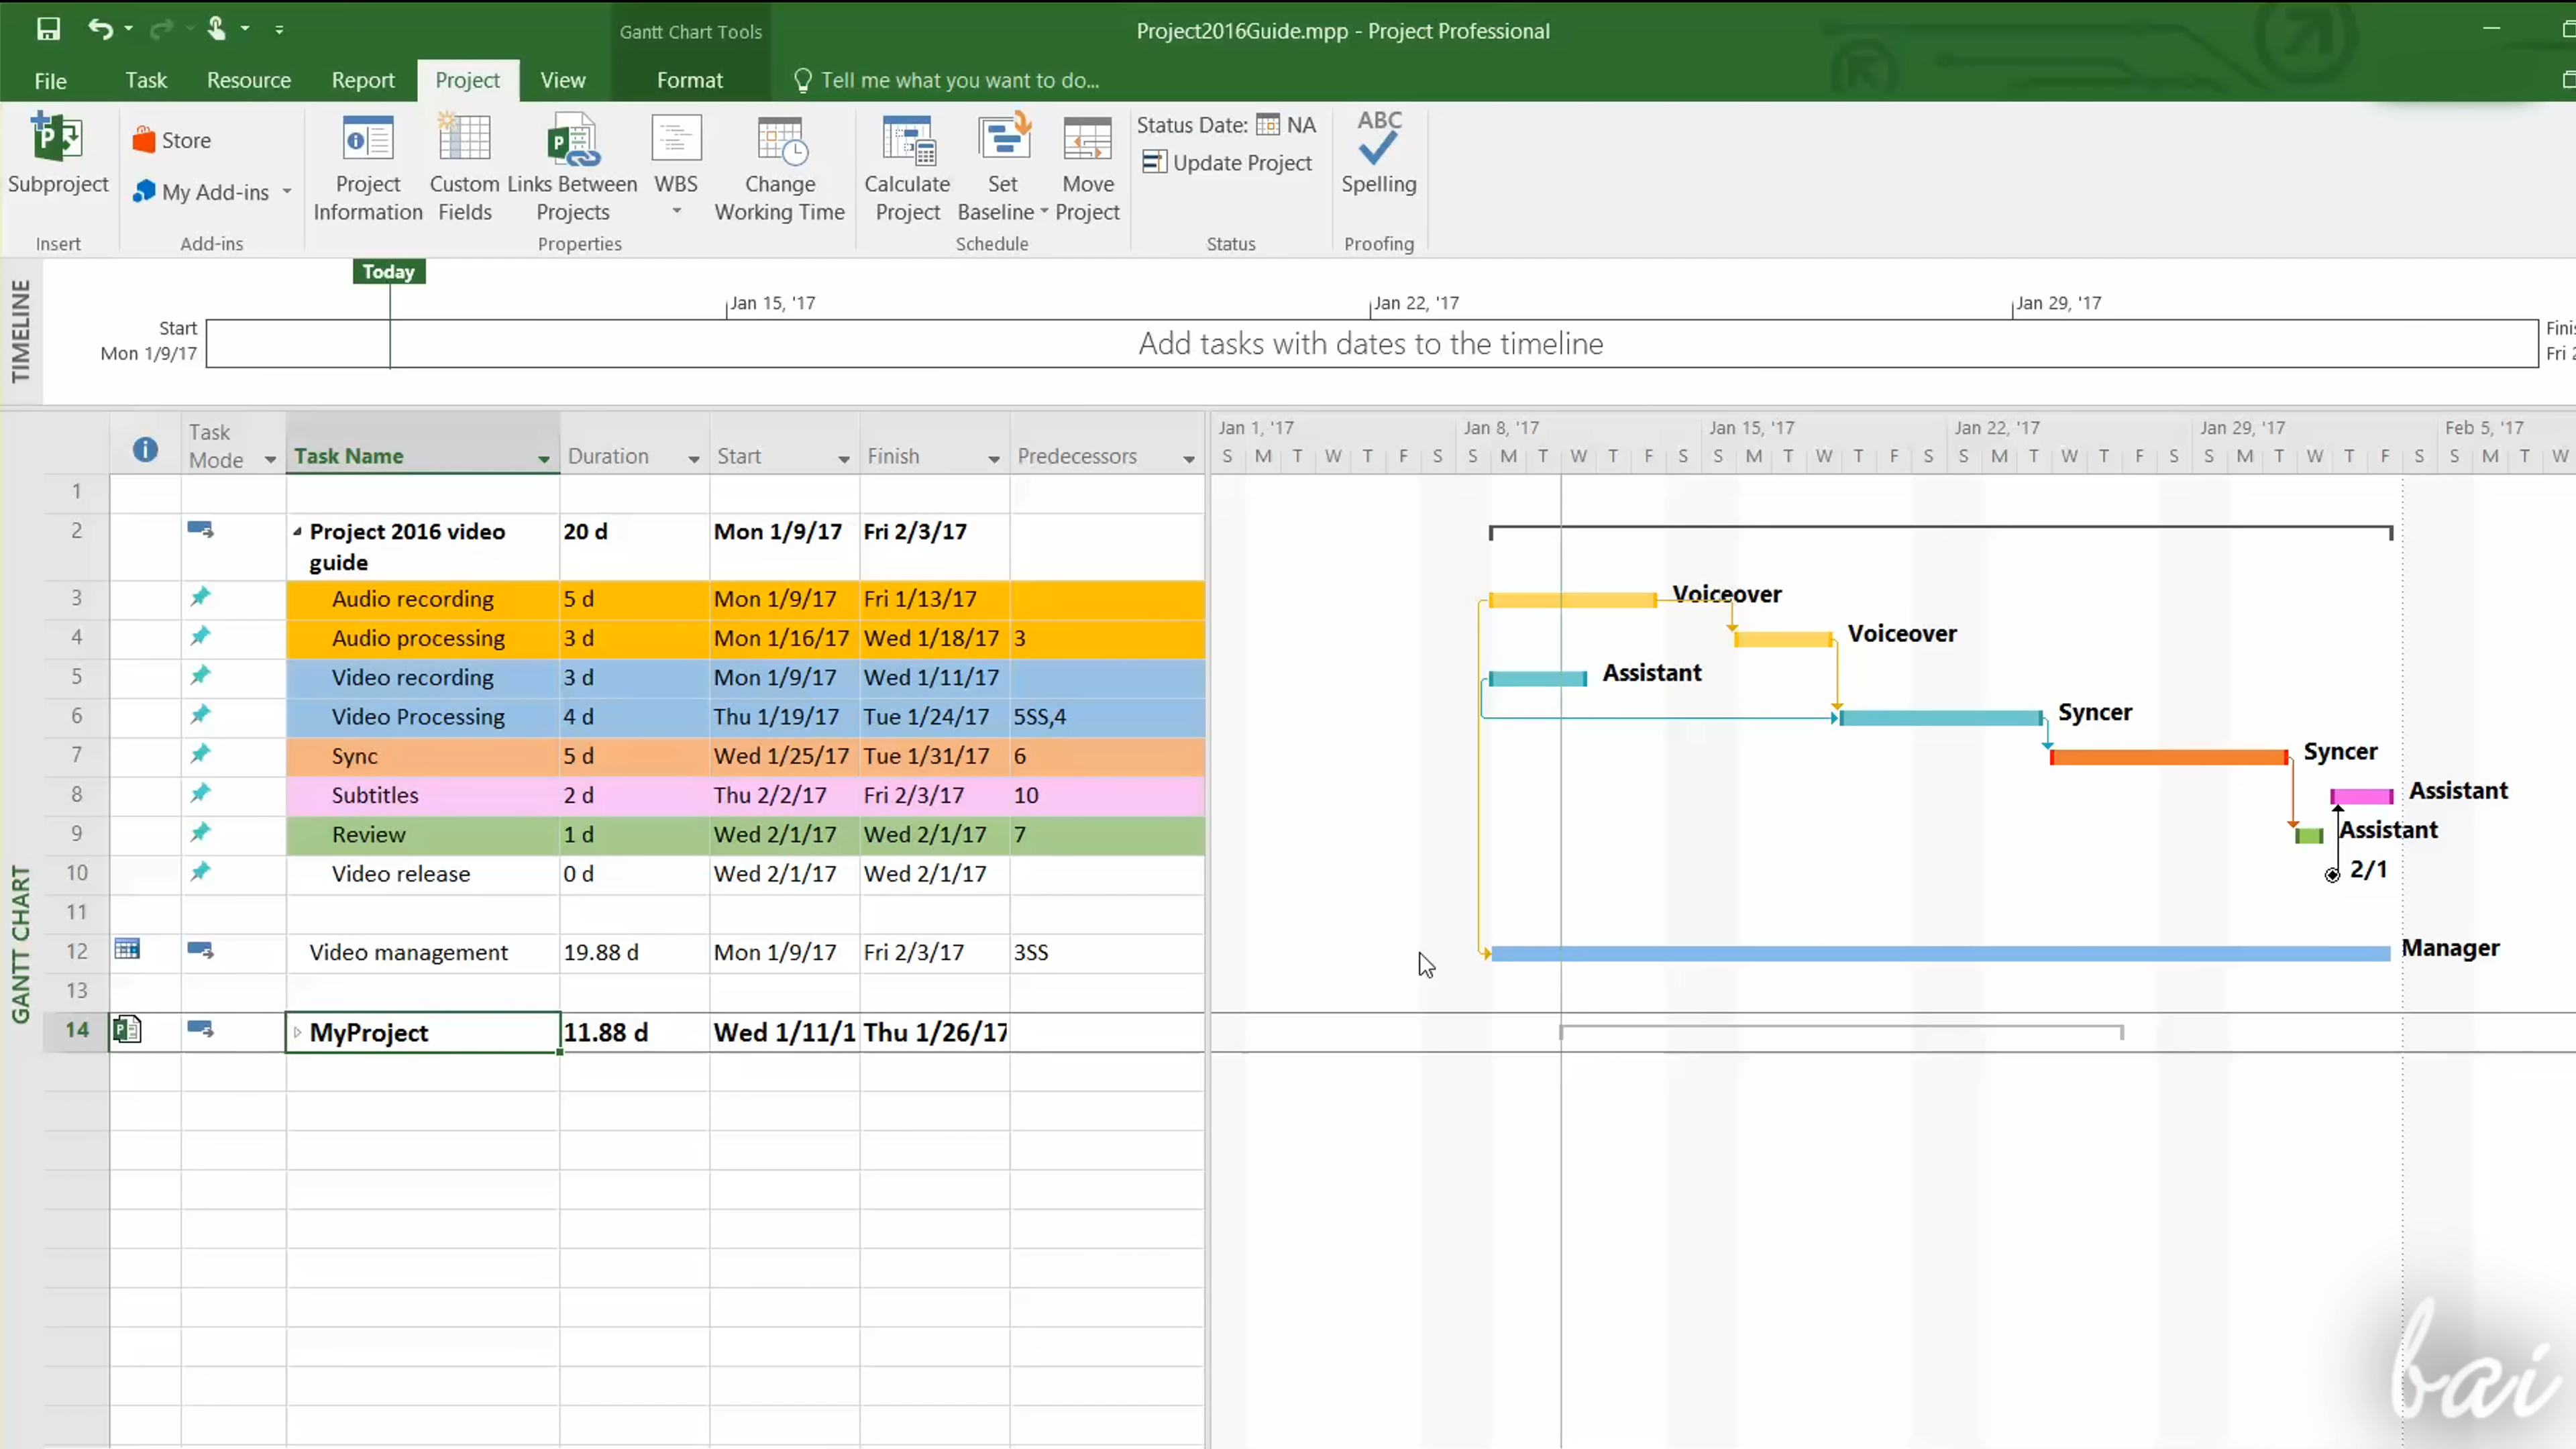 Gantt Chart Tools
Project2016Guide.mpp - Project Professional
File Task Resource Report Project View Format Tell me what you want to do...
Subproject
Insert
Store
My Add-ins
Add-ins
Project Information
Custom Fields
Links Between Projects
WBS
Change Working Time
Properties
Calculate Project
Set Baseline
Move Project
Schedule
Status Date: NA
Update Project
Status
ABC
Spelling
Proofing
TIMELINE
Today
Jan 15, '17 Jan 22, '17 Jan 29, '17
Start
Mon 1/9/17
Add tasks with dates to the timeline
GANTT CHART
Task Mode Task Name Duration Start Finish Predecessors
Jan 1, '17 Jan 8, '17 Jan 15, '17 Jan 22, '17 Jan 29, '17 Feb 5, '17
S M T W T F S S M T W T F S S M T W T F S S M T W T F S S M T W T F S S M T W
1
2 Project 2016 video guide 20 d Mon 1/9/17 Fri 2/3/17
3 Audio recording 5 d Mon 1/9/17 Fri 1/13/17 Voiceover
4 Audio processing 3 d Mon 1/16/17 Wed 1/18/17 3 Voiceover
5 Video recording 3 d Mon 1/9/17 Wed 1/11/17 Assistant
6 Video Processing 4 d Thu 1/19/17 Tue 1/24/17 5SS,4 Syncer
7 Sync 5 d Wed 1/25/17 Tue 1/31/17 6 Syncer
8 Subtitles 2 d Thu 2/2/17 Fri 2/3/17 10 Assistant
9 Review 1 d Wed 2/1/17 Wed 2/1/17 7 Assistant
10 Video release 0 d Wed 2/1/17 Wed 2/1/17 2/1
11
12 Video management 19.88 d Mon 1/9/17 Fri 2/3/17 3SS Manager
13
14 MyProject 11.88 d Wed 1/11/1 Thu 1/26/17
bai